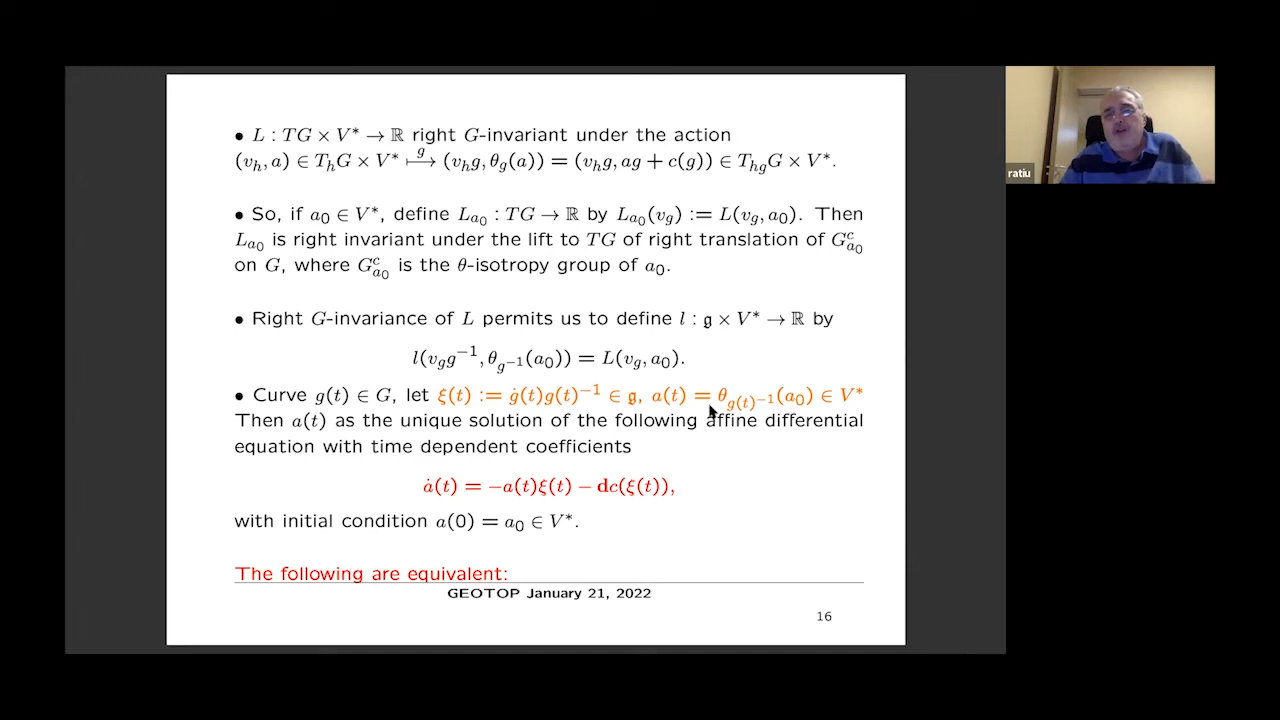 • L : TG × V* → ℝ right G-invariant under the action
(v_h, a) ∈ T_hG × V* ⟼^g (v_hg, θ_g(a)) = (v_hg, ag + c(g)) ∈ T_{hg}G × V*.
• So, if a_0 ∈ V*, define L_{a_0} : TG → ℝ by L_{a_0}(v_g) := L(v_g, a_0). Then
L_{a_0} is right invariant under the lift to TG of right translation of G^c_{a_0}
on G, where G^c_{a_0} is the θ-isotropy group of a_0.
• Right G-invariance of L permits us to define l : 𝔤 × V* → ℝ by
l(v_g g^{-1}, θ_{g^{-1}}(a_0)) = L(v_g, a_0).
• Curve g(t) ∈ G, let ξ(t) := ġ(t)g(t)^{-1} ∈ 𝔤, a(t) = θ_{g(t)^{-1}}(a_0) ∈ V*
Then a(t) as the unique solution of the following affine differential
equation with time dependent coefficients
ȧ(t) = −a(t)ξ(t) − dc(ξ(t)),
with initial condition a(0) = a_0 ∈ V*.
The following are equivalent:
GEOTOP January 21, 2022
16
ratiu